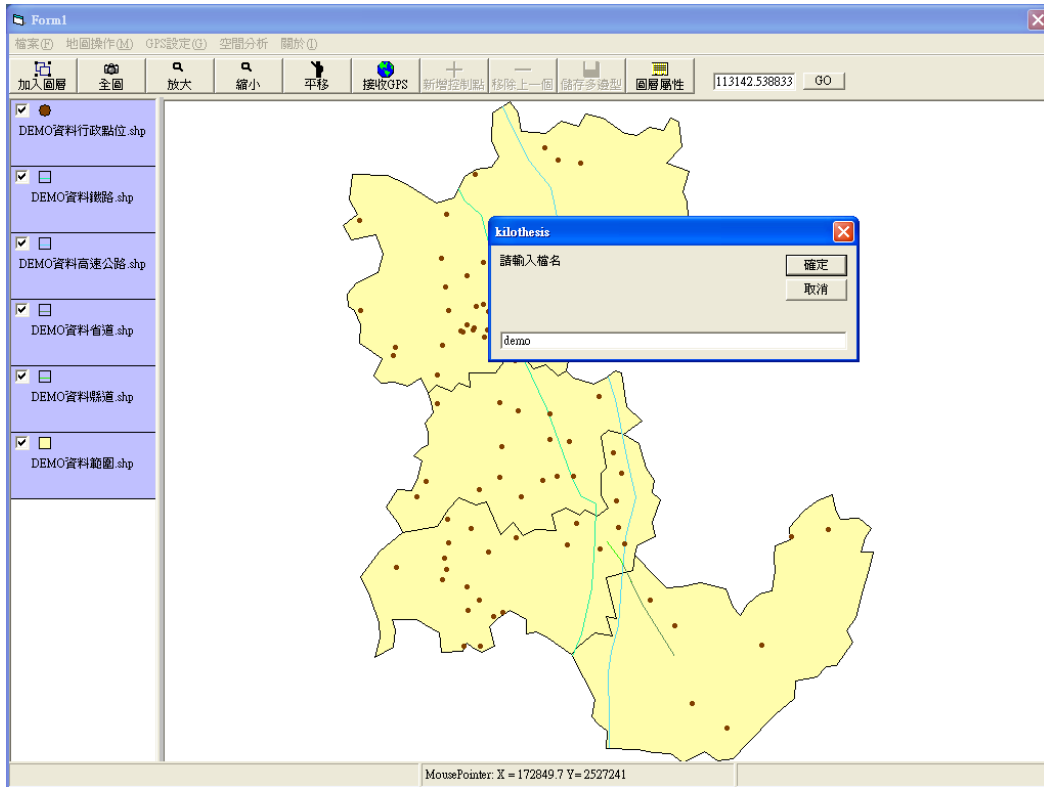 Form1
檔案(F) 地圖操作(M) GPS設定(G) 空間分析 關於(I)
加入圖層 全圖 放大 縮小 平移 接收GPS 新增控制點 移除上一個 儲存多邊型 圖層屬性 113142.538833 GO
DEMO資料行政點位.shp
DEMO資料鐵路.shp
DEMO資料高速公路.shp
DEMO資料省道.shp
DEMO資料縣道.shp
DEMO資料範圍.shp
kilothesis
請輸入檔名
確定
取消
demo
MousePointer: X = 172849.7 Y= 2527241